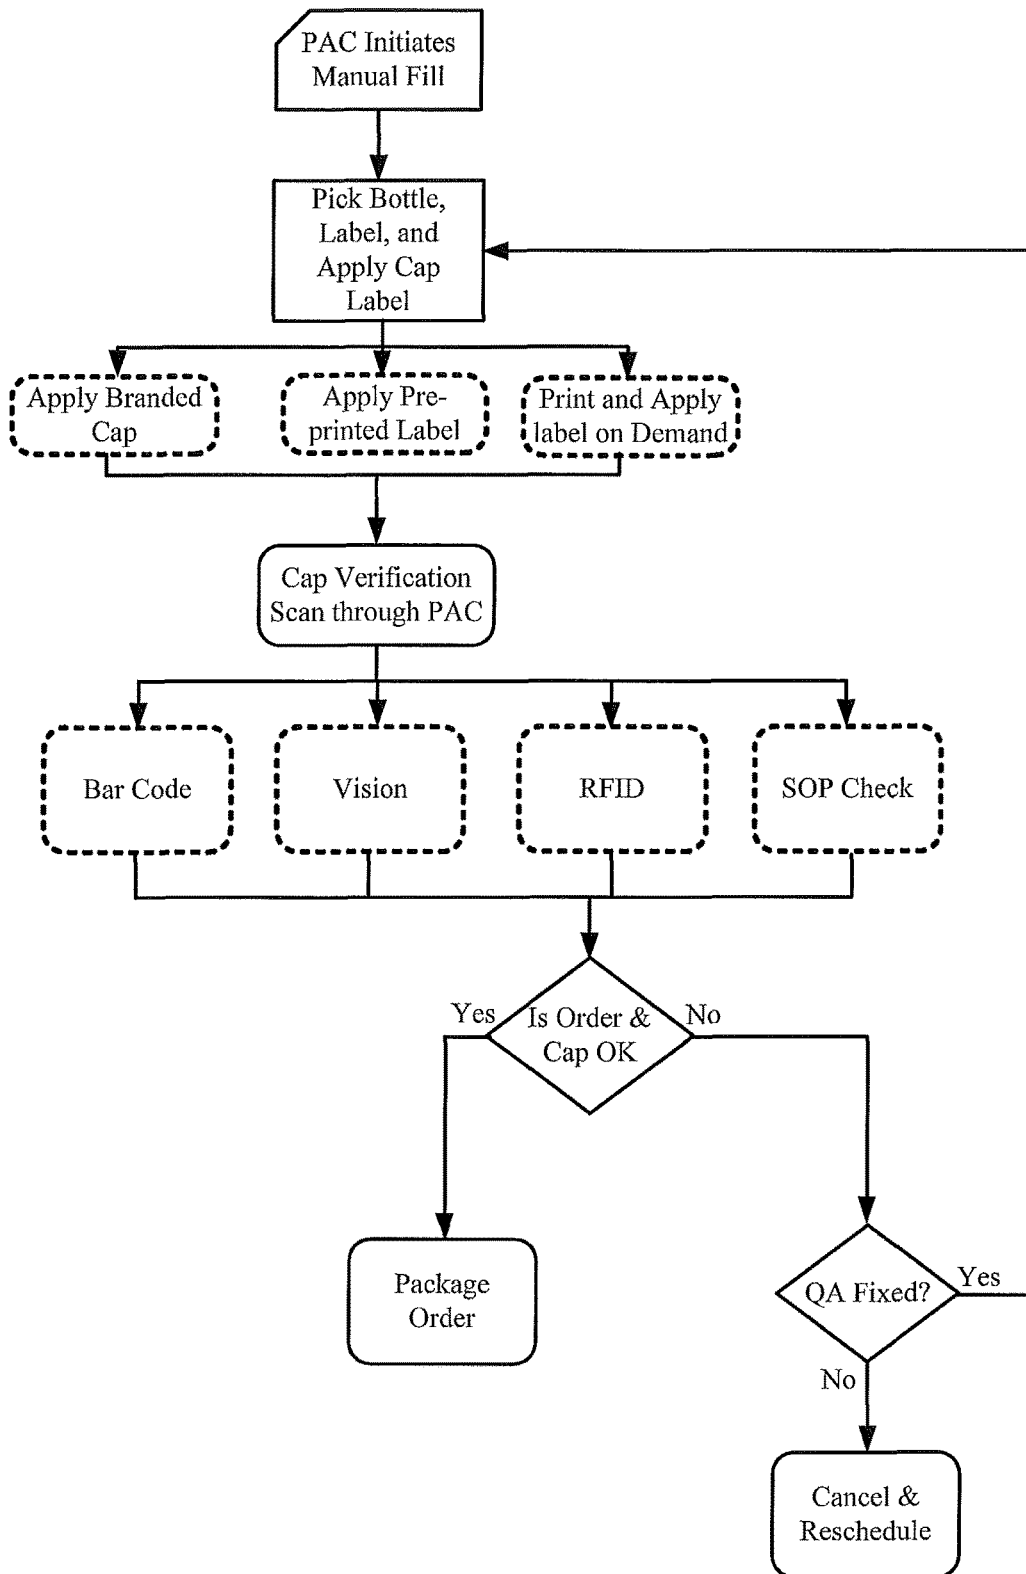 PAC Initiates
Manual Fill
Pick Bottle,
Label, and
Apply Cap
Label
Apply Branded
Cap
Apply Pre-
printed Label
Print and Apply
label on Demand
Cap Verification
Scan through PAC
Bar Code
Vision
RFID
SOP Check
Yes
Is Order &
Cap OK
No
Package
Order
QA Fixed?
Yes
No
Cancel &
Reschedule